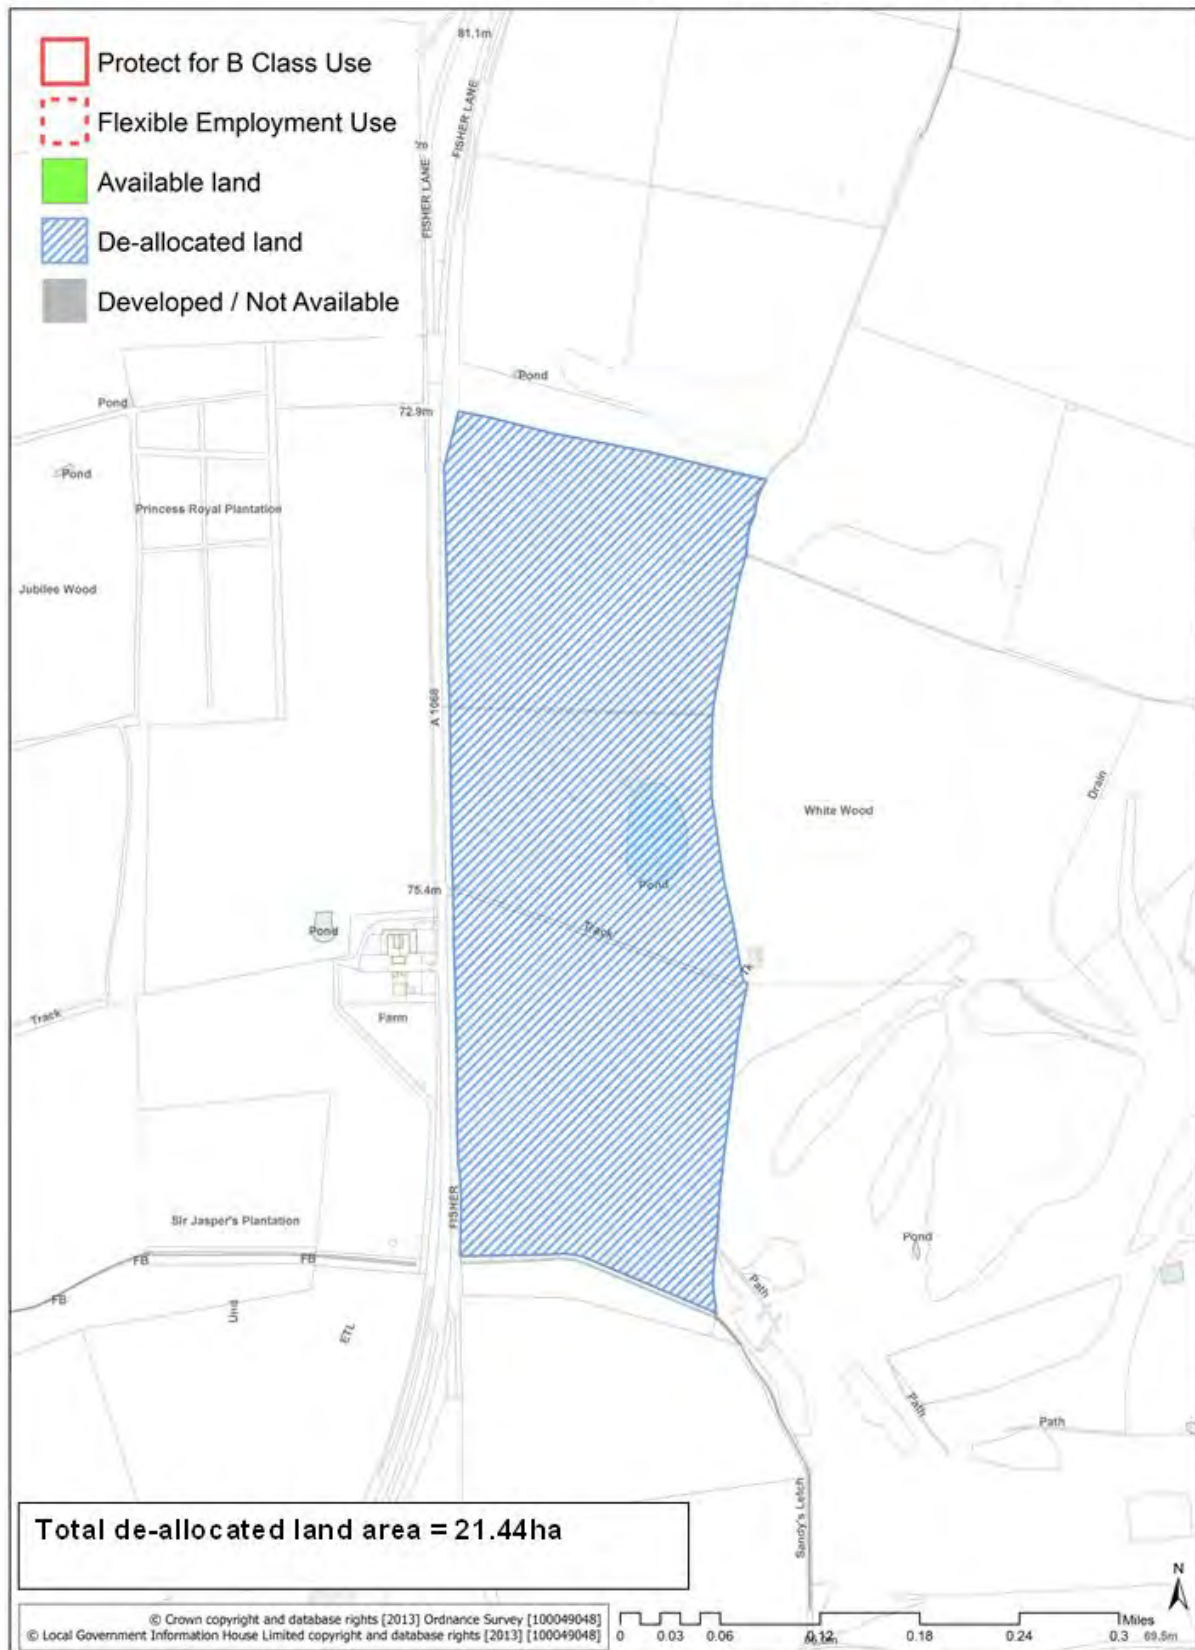 81.1m
Protect for B Class Use
FISHER LANE
Flexible Employment Use
FISHER LANE
Available land
De-allocated land
Developed / Not Available
Pond
Pond
72.9m
Pond
Princess Royal Plantation
Jubilee Wood
A 1068
Drain
White Wood
Pond
75.4m
Track
Pond
Track
Farm
FISHER
Sir Jasper's Plantation
Pond
FB
FB
Path
FB
Und
ETL
Path
Path
Sandy's Letch
Total de-allocated land area = 21.44ha
N
© Crown copyright and database rights [2013] Ordnance Survey [100049048]
© Local Government Information House Limited copyright and database rights [2013] [100049048]
Miles
0 0.03 0.06 0.12 0.18 0.24 0.3
69.5m